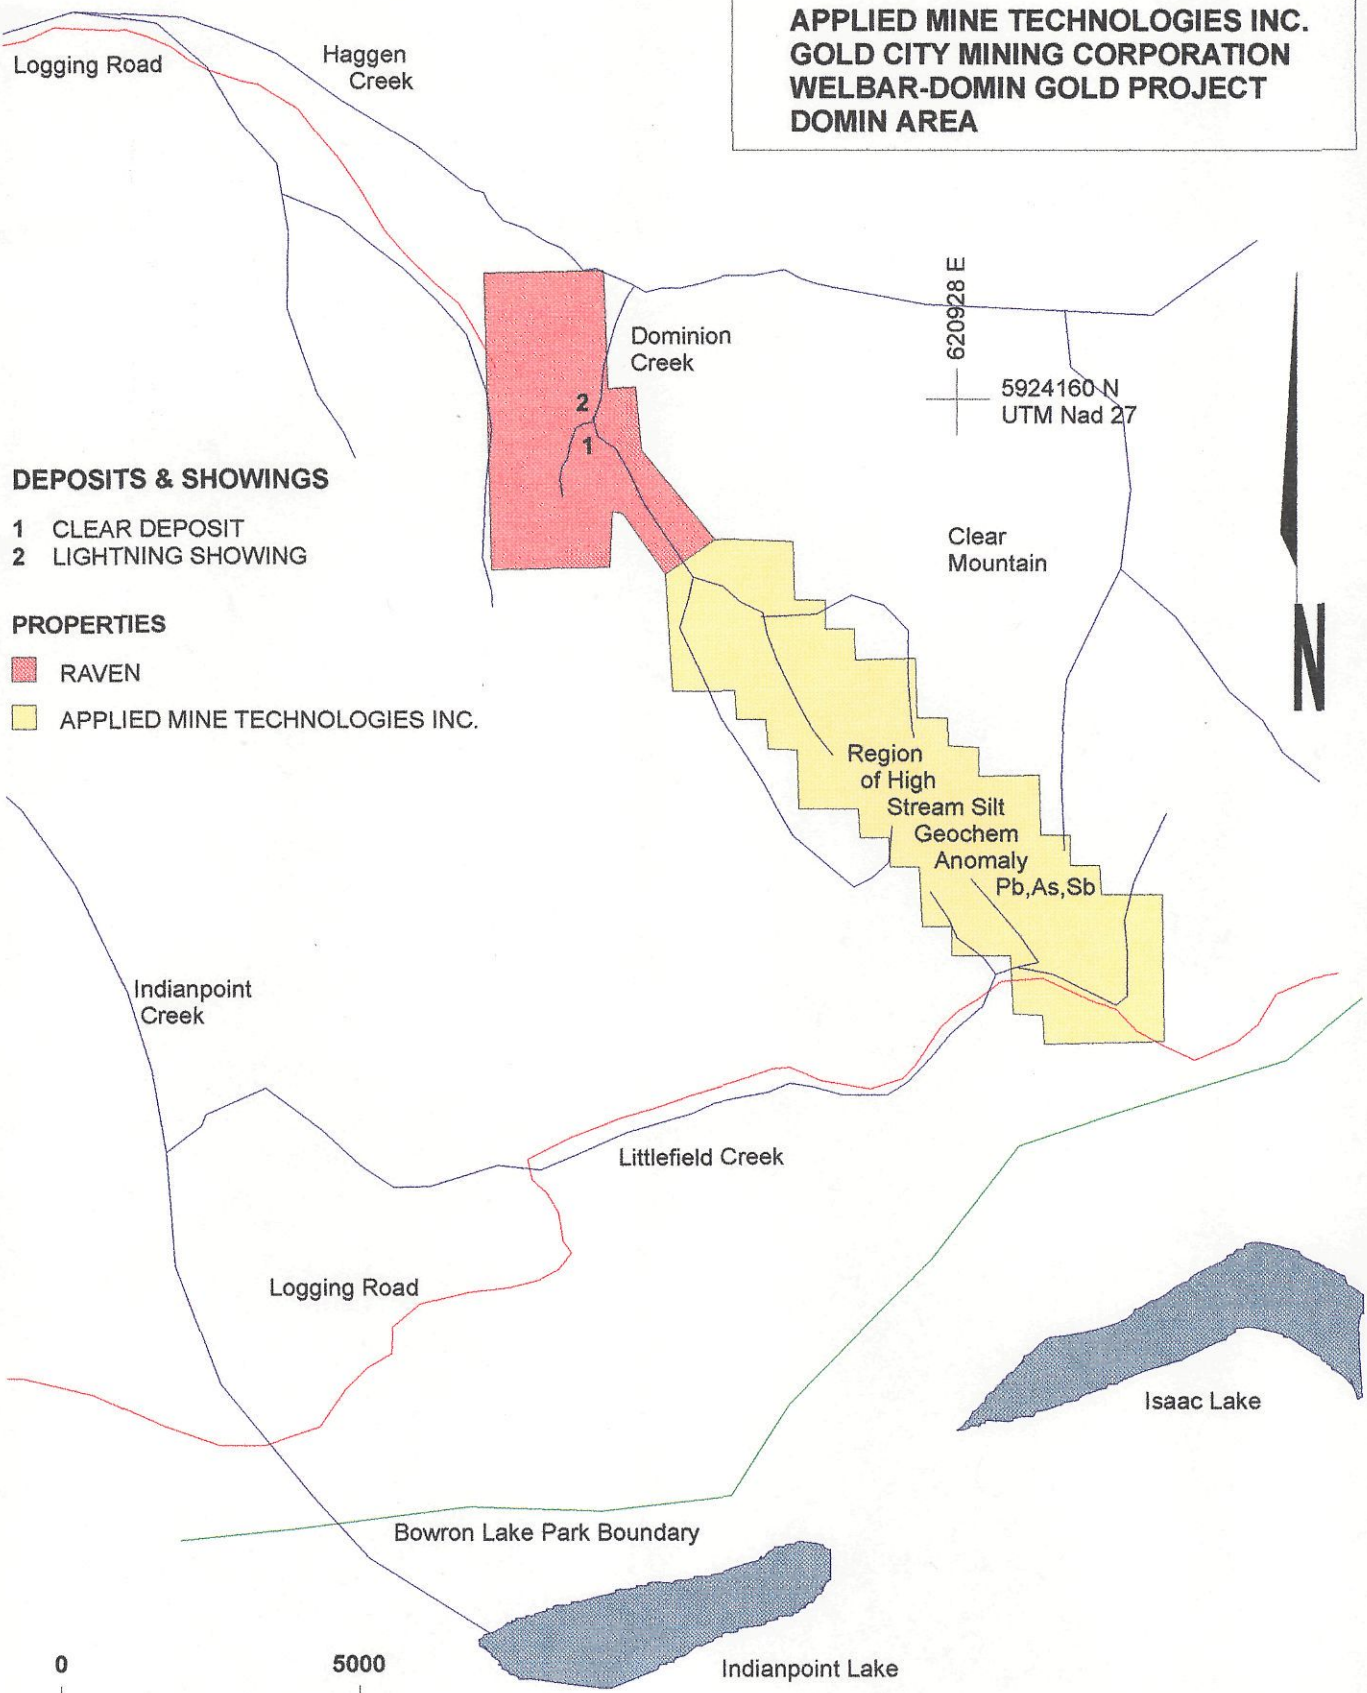 APPLIED MINE TECHNOLOGIES INC.
GOLD CITY MINING CORPORATION
WELBAR-DOMIN GOLD PROJECT
DOMIN AREA
Logging Road
Haggen
Creek
620928 E
Dominion
Creek
5924160 N
UTM Nad 27
2
1
DEPOSITS & SHOWINGS
1 CLEAR DEPOSIT
2 LIGHTNING SHOWING
Clear
Mountain
N
PROPERTIES
RAVEN
APPLIED MINE TECHNOLOGIES INC.
Region
of High
Stream Silt
Geochem
Anomaly
Pb,As,Sb
Indianpoint
Creek
Littlefield Creek
Logging Road
Isaac Lake
Bowron Lake Park Boundary
Indianpoint Lake
0 5000